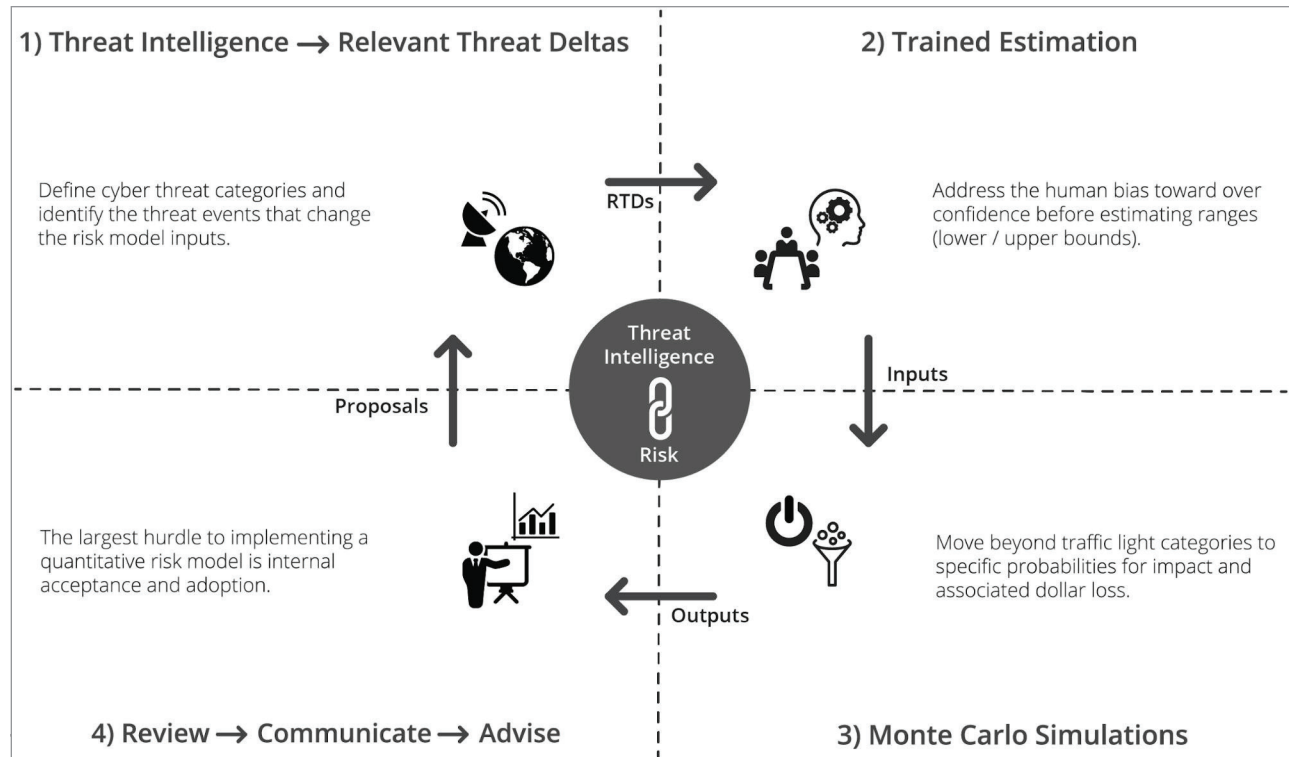 1) Threat Intelligence → Relevant Threat Deltas
2) Trained Estimation
Define cyber threat categories and
identify the threat events that change
the risk model inputs.
RTDs
Address the human bias toward over
confidence before estimating ranges
(lower / upper bounds).
Threat
Intelligence
Risk
Proposals
Inputs
The largest hurdle to implementing a
quantitative risk model is internal
acceptance and adoption.
Outputs
Move beyond traffic light categories to
specific probabilities for impact and
associated dollar loss.
4) Review → Communicate → Advise
3) Monte Carlo Simulations